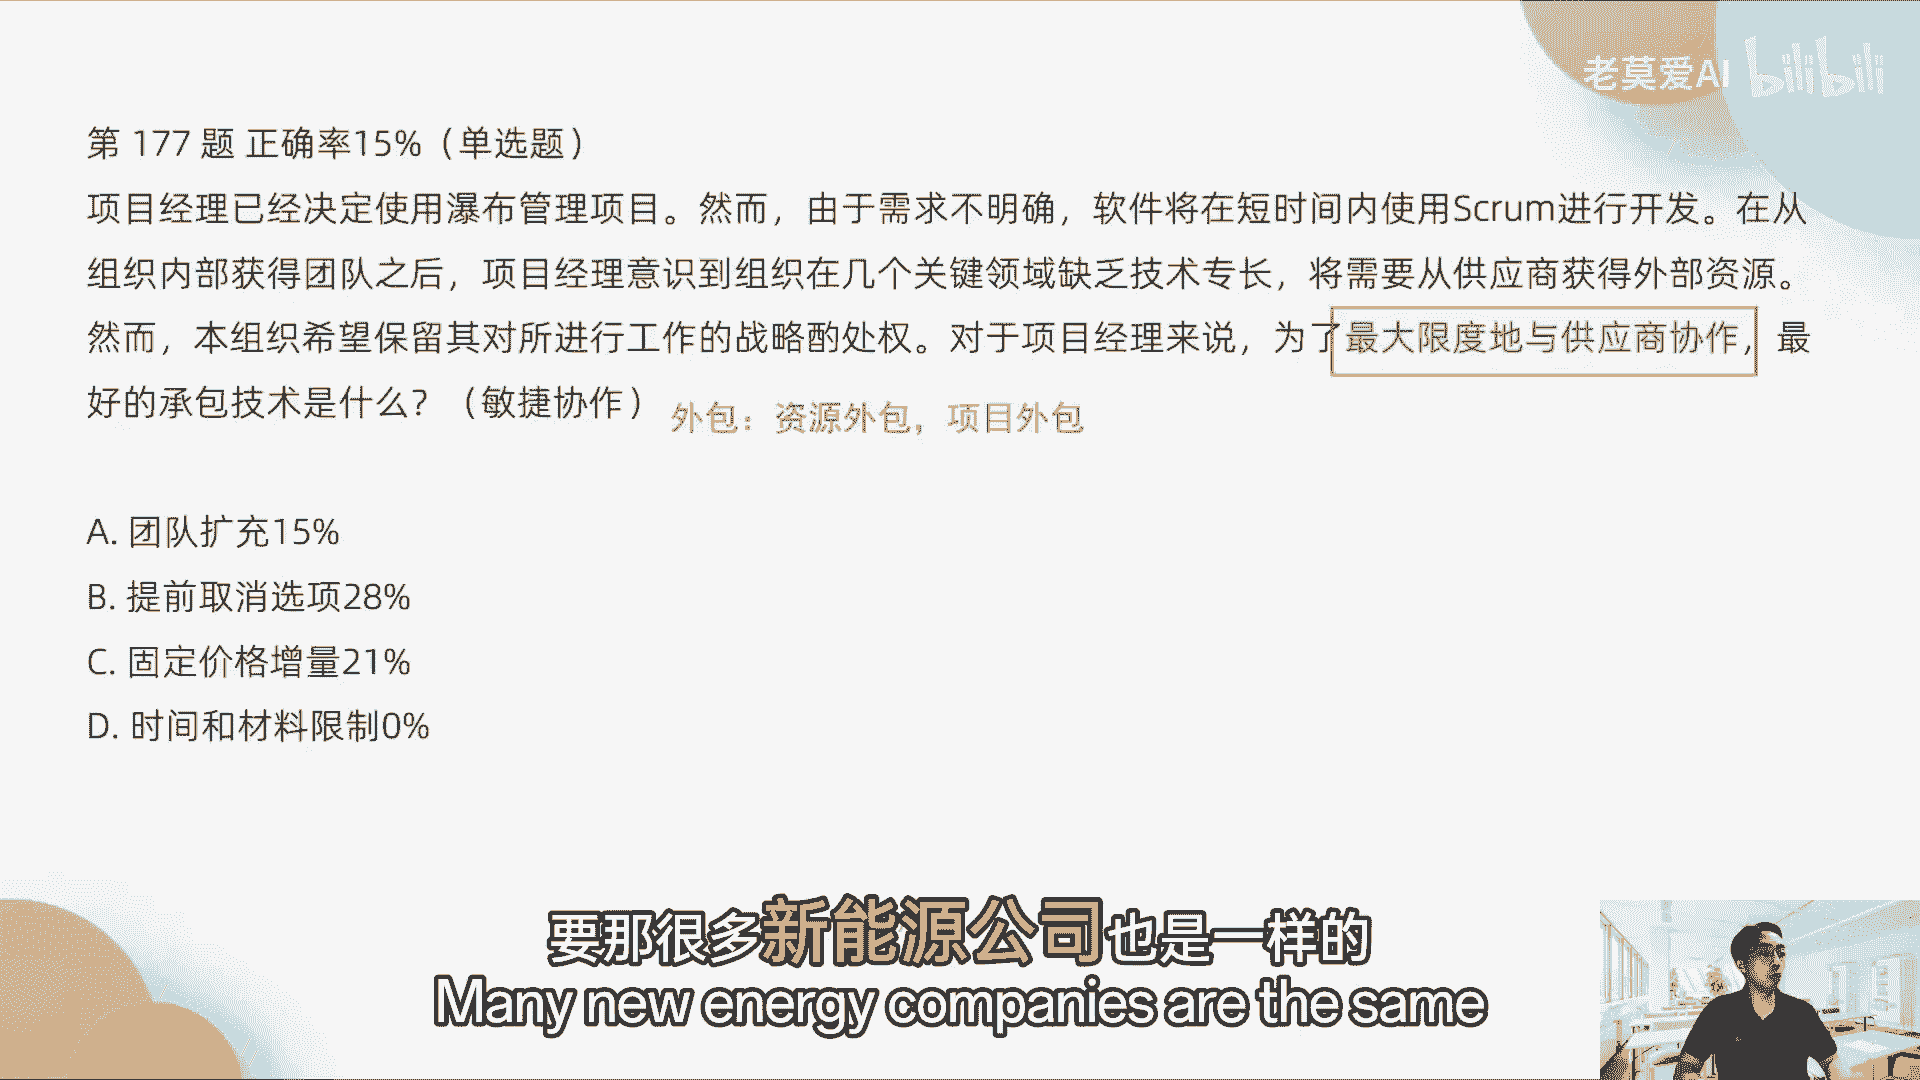 老莫爱AI bilibili
第 177 题 正确率15%（单选题）
项目经理已经决定使用瀑布管理项目。然而，由于需求不明确，软件将在短时间内使用Scrum进行开发。在从
组织内部获得团队之后，项目经理意识到组织在几个关键领域缺乏技术专长，将需要从供应商获得外部资源。
然而，本组织希望保留其对所进行工作的战略酌处权。对于项目经理来说，为了最大限度地与供应商协作，最
好的承包技术是什么？（敏捷协作）
外包：资源外包，项目外包
A. 团队扩充15%
B. 提前取消选项28%
C. 固定价格增量21%
D. 时间和材料限制0%
要那很多新能源公司也是一样的
Many new energy companies are the same